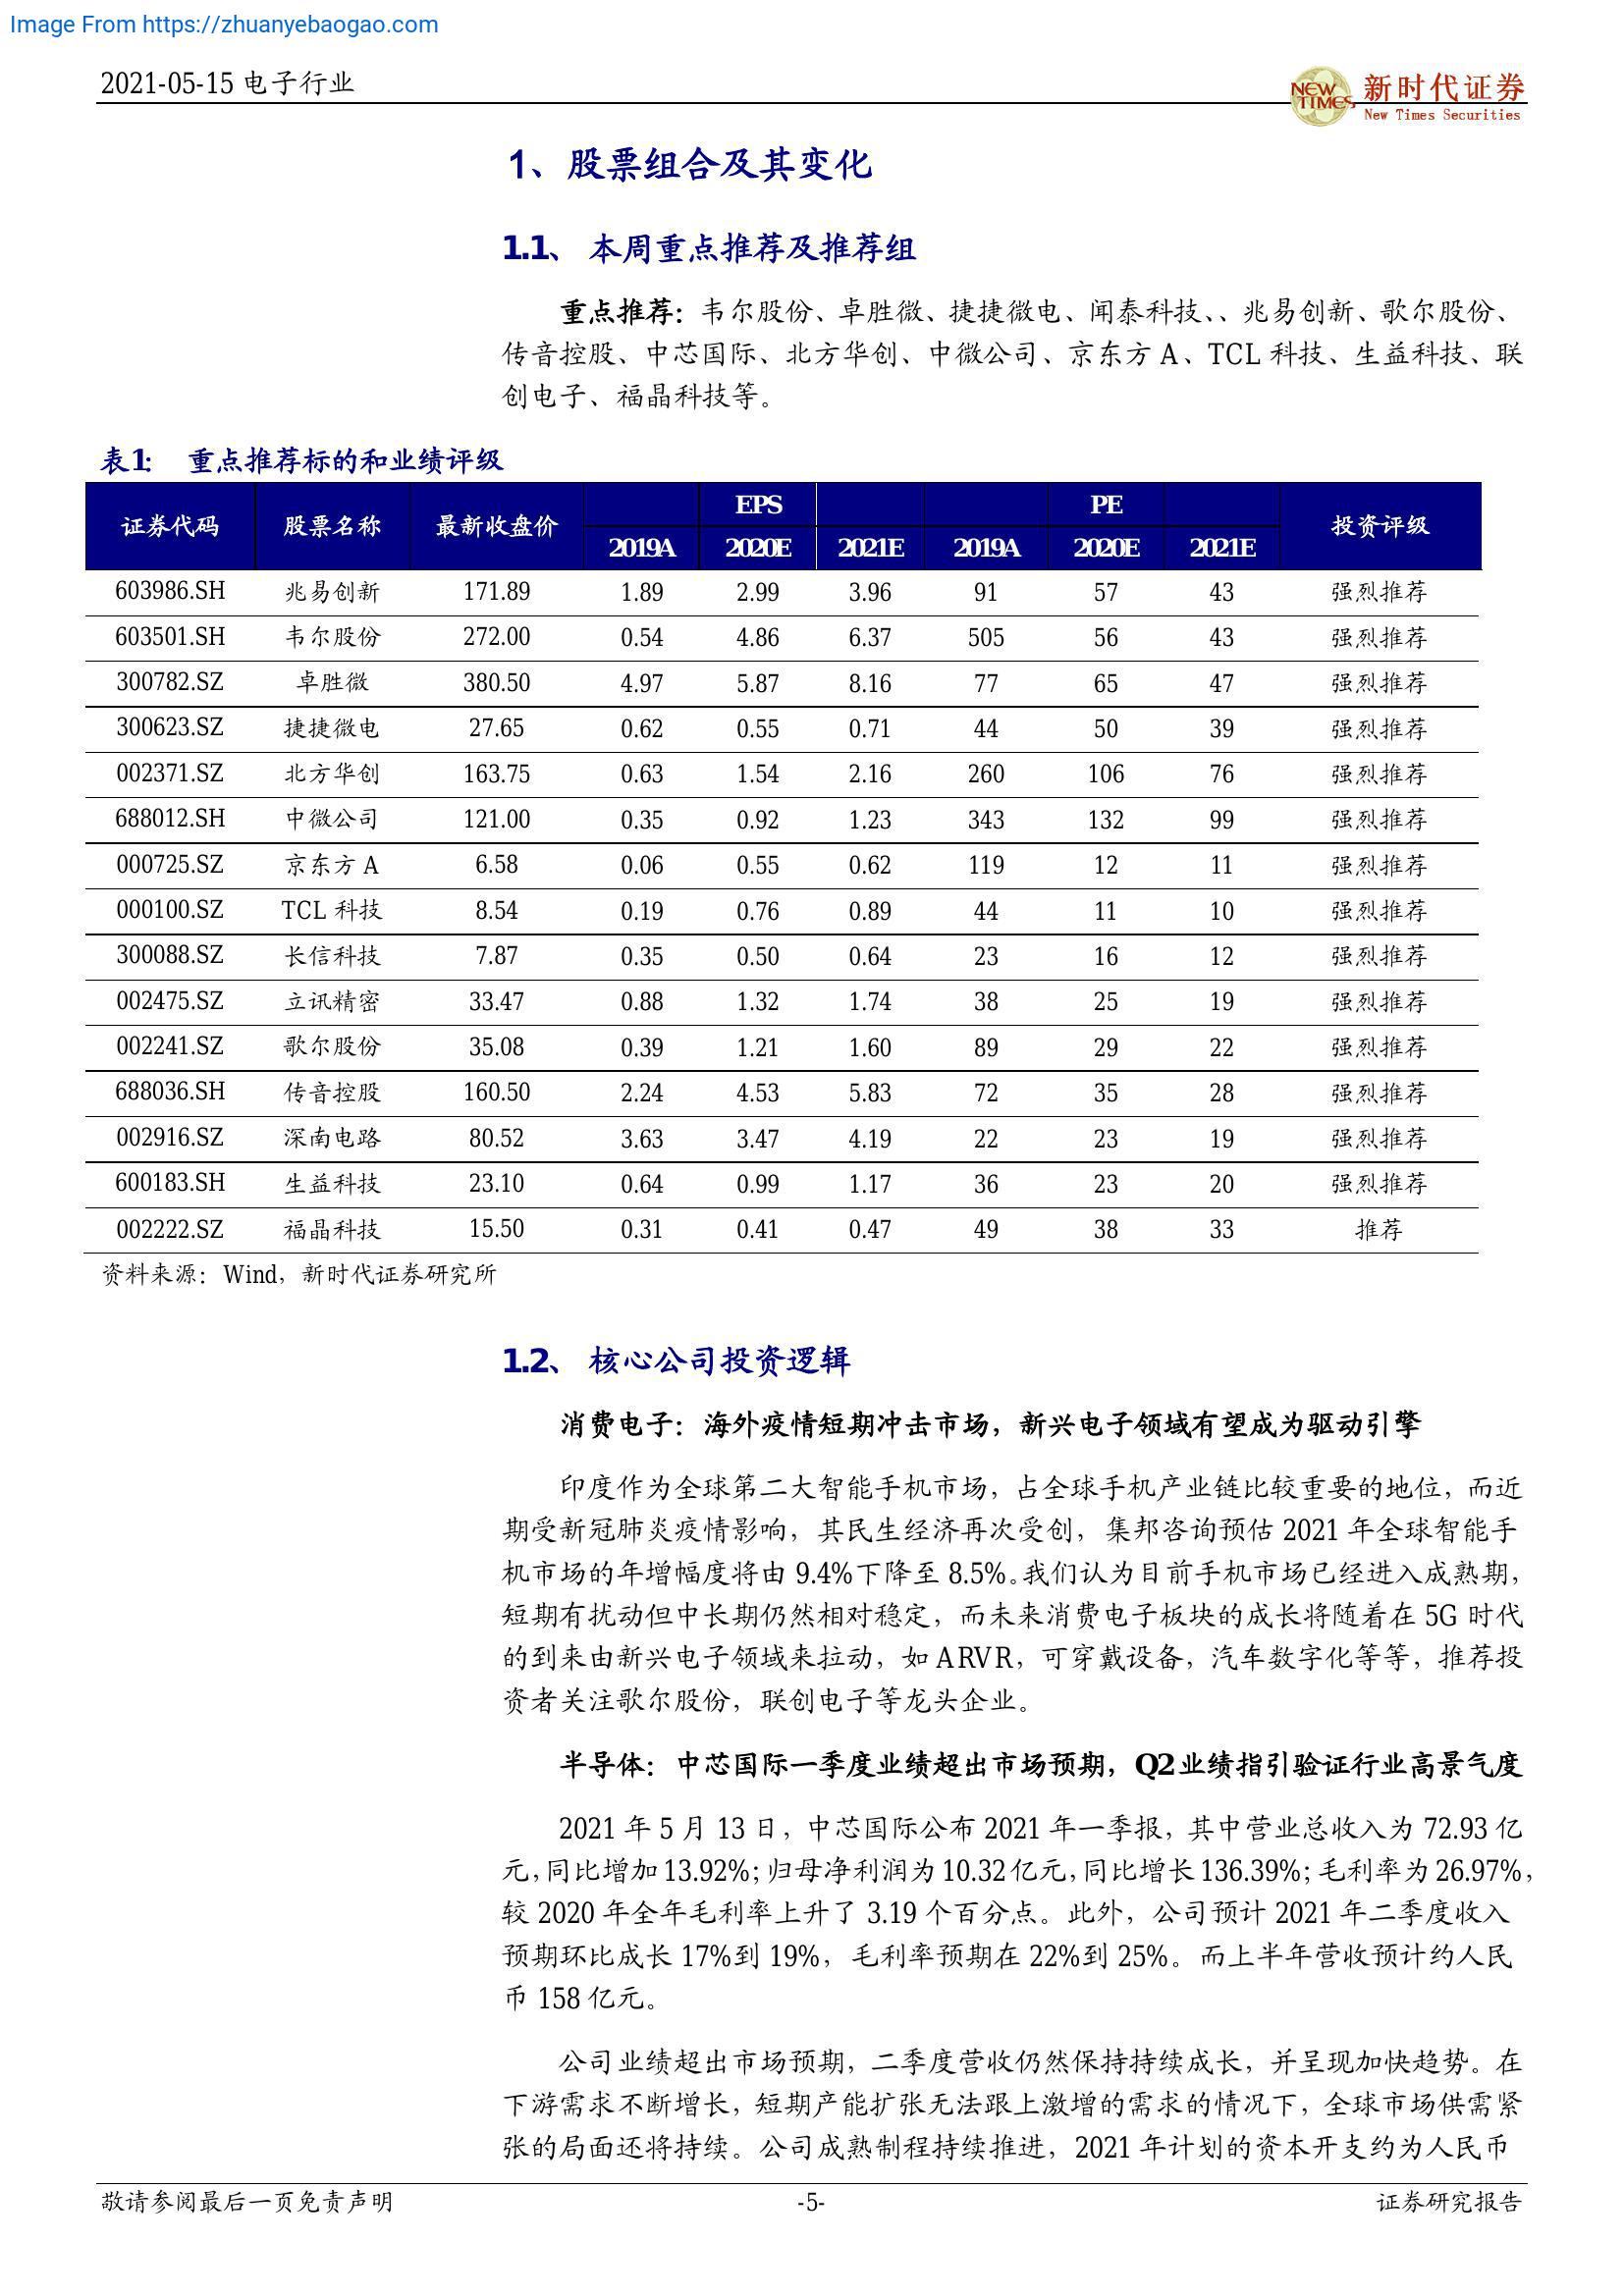 Image From https://zhuanyebaogao.com
2021-05-15 电子行业
NEW TIMES 新时代证券
New Times Securities
1、股票组合及其变化
1.1、 本周重点推荐及推荐组
重点推荐：韦尔股份、卓胜微、捷捷微电、闻泰科技、、兆易创新、歌尔股份、
传音控股、中芯国际、北方华创、中微公司、京东方 A、TCL 科技、生益科技、联
创电子、福晶科技等。
表1： 重点推荐标的和业绩评级
证券代码 股票名称 最新收盘价 EPS PE 投资评级
2019A 2020E 2021E 2019A 2020E 2021E
603986.SH 兆易创新 171.89 1.89 2.99 3.96 91 57 43 强烈推荐
603501.SH 韦尔股份 272.00 0.54 4.86 6.37 505 56 43 强烈推荐
300782.SZ 卓胜微 380.50 4.97 5.87 8.16 77 65 47 强烈推荐
300623.SZ 捷捷微电 27.65 0.62 0.55 0.71 44 50 39 强烈推荐
002371.SZ 北方华创 163.75 0.63 1.54 2.16 260 106 76 强烈推荐
688012.SH 中微公司 121.00 0.35 0.92 1.23 343 132 99 强烈推荐
000725.SZ 京东方 A 6.58 0.06 0.55 0.62 119 12 11 强烈推荐
000100.SZ TCL 科技 8.54 0.19 0.76 0.89 44 11 10 强烈推荐
300088.SZ 长信科技 7.87 0.35 0.50 0.64 23 16 12 强烈推荐
002475.SZ 立讯精密 33.47 0.88 1.32 1.74 38 25 19 强烈推荐
002241.SZ 歌尔股份 35.08 0.39 1.21 1.60 89 29 22 强烈推荐
688036.SH 传音控股 160.50 2.24 4.53 5.83 72 35 28 强烈推荐
002916.SZ 深南电路 80.52 3.63 3.47 4.19 22 23 19 强烈推荐
600183.SH 生益科技 23.10 0.64 0.99 1.17 36 23 20 强烈推荐
002222.SZ 福晶科技 15.50 0.31 0.41 0.47 49 38 33 推荐
资料来源：Wind，新时代证券研究所
1.2、 核心公司投资逻辑
消费电子：海外疫情短期冲击市场，新兴电子领域有望成为驱动引擎
印度作为全球第二大智能手机市场，占全球手机产业链比较重要的地位，而近
期受新冠肺炎疫情影响，其民生经济再次受创，集邦咨询预估 2021 年全球智能手
机市场的年增幅度将由 9.4%下降至 8.5%。我们认为目前手机市场已经进入成熟期，
短期有扰动但中长期仍然相对稳定，而未来消费电子板块的成长将随着在 5G 时代
的到来由新兴电子领域来拉动，如 ARVR，可穿戴设备，汽车数字化等等，推荐投
资者关注歌尔股份，联创电子等龙头企业。
半导体：中芯国际一季度业绩超出市场预期，Q2 业绩指引验证行业高景气度
2021 年 5 月 13 日，中芯国际公布 2021 年一季报，其中营业总收入为 72.93 亿
元，同比增加 13.92%；归母净利润为 10.32 亿元，同比增长 136.39%；毛利率为 26.97%，
较 2020 年全年毛利率上升了 3.19 个百分点。此外，公司预计 2021 年二季度收入
预期环比成长 17%到 19%，毛利率预期在 22%到 25%。而上半年营收预计约人民
币 158 亿元。
公司业绩超出市场预期，二季度营收仍然保持持续成长，并呈现加快趋势。在
下游需求不断增长，短期产能扩张无法跟上激增的需求的情况下，全球市场供需紧
张的局面还将持续。公司成熟制程持续推进，2021 年计划的资本开支约为人民币
敬请参阅最后一页免责声明 -5- 证券研究报告